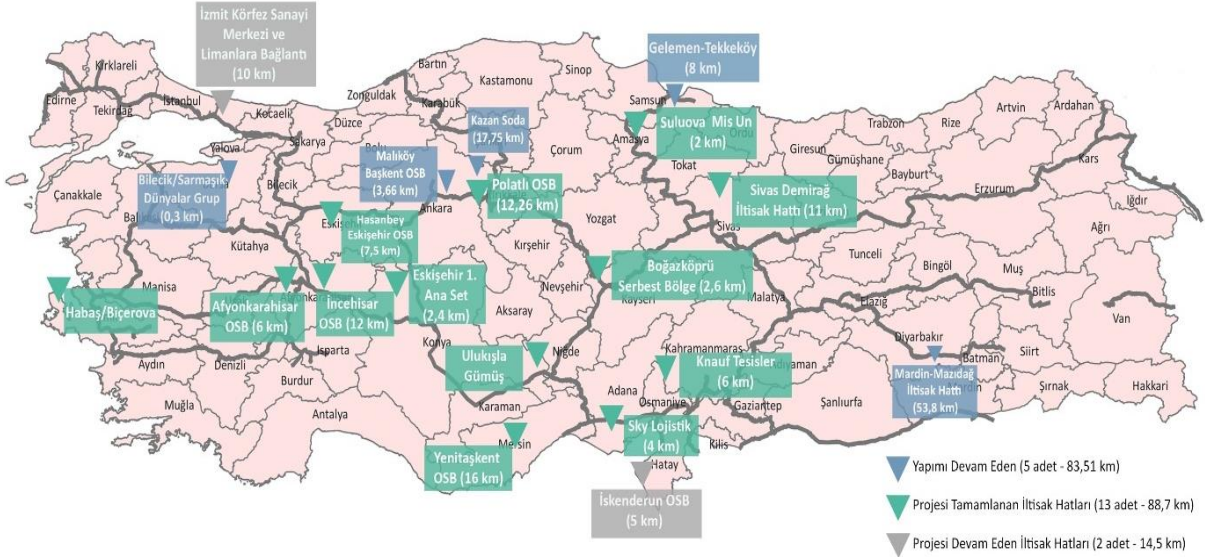 İzmit Körfez Sanayi
Merkezi ve
Limanlara Bağlantı
(10 km)
Gelemen-Tekkeköy
(8 km)
Kırklareli
Edirne
Tekirdağ
İstanbul
Kocaeli
Yalova
Sakarya
Düzce
Zonguldak
Bartın
Karabük
Kastamonu
Sinop
Samsun
Suluova Mis Un
(2 km)
Ordu
Amasya
Çorum
Tokat
Giresun
Trabzon
Rize
Artvin
Ardahan
Kars
Gümüşhane
Bayburt
Erzurum
Iğdır
Ağrı
Kazan Soda
(17,75 km)
Malıköy
Başkent OSB
(3,66 km)
Bilecik/Sarmaşık
Dünyalar Grup
(0,3 km)
Çanakkale
Bilecik
Ankara
Polatlı OSB
(12,26 km)
Sivas Demirağ
İltisak Hattı (11 km)
Hasanbey
Eskişehir OSB
(7,5 km)
Kütahya
Yozgat
Sivas
Kırşehir
Tunceli
Bingöl
Muş
Bitlis
Van
Habaş/Biçerova
Manisa
Afyonkarahisar
OSB (6 km)
İncehisar
OSB (12 km)
Eskişehir 1.
Ana Set
(2,4 km)
Aksaray
Nevşehir
Kayseri
Boğazköprü
Serbest Bölge (2,6 km)
Malatya
Elazığ
Diyarbakır
Batman
Siirt
Şırnak
Hakkari
Mardin-Mazıdağ
İltisak Hattı
(53,8 km)
Aydın
Denizli
Isparta
Burdur
Muğla
Antalya
Konya
Karaman
Ulukışla
Gümüş
Niğde
Adana
Kahramanmaraş
Knauf Tesisler
(6 km)
Osmaniye
Gaziantep
Şanlıurfa
Kilis
Mersin
Yenitaşkent
OSB (16 km)
Sky Lojistik
(4 km)
Hatay
İskenderun OSB
(5 km)
Yapımı Devam Eden (5 adet - 83,51 km)
Projesi Tamamlanan İltisak Hatları (13 adet - 88,7 km)
Projesi Devam Eden İltisak Hatları (2 adet - 14,5 km)